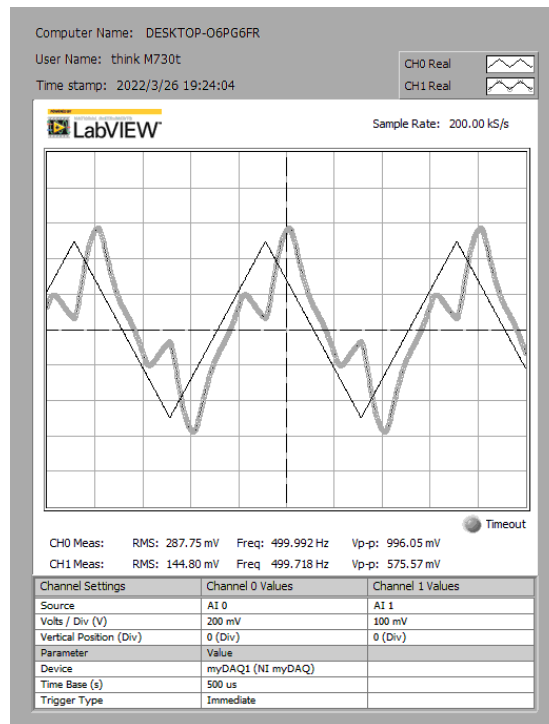 Computer Name: DESKTOP-O6PG6FR
User Name: think M730t
CH0 Real
Time stamp: 2022/3/26 19:24:04
CH1 Real
POWERED BY
NATIONAL INSTRUMENTS
LabVIEW
Sample Rate: 200.00 kS/s
Timeout
CH0 Meas: RMS: 287.75 mV Freq: 499.992 Hz Vp-p: 996.05 mV
CH1 Meas: RMS: 144.80 mV Freq 499.718 Hz Vp-p: 575.57 mV
Channel Settings Channel 0 Values Channel 1 Values
Source AI 0 AI 1
Volts / Div (V) 200 mV 100 mV
Vertical Position (Div) 0 (Div) 0 (Div)
Parameter Value
Device myDAQ1 (NI myDAQ)
Time Base (s) 500 us
Trigger Type Immediate